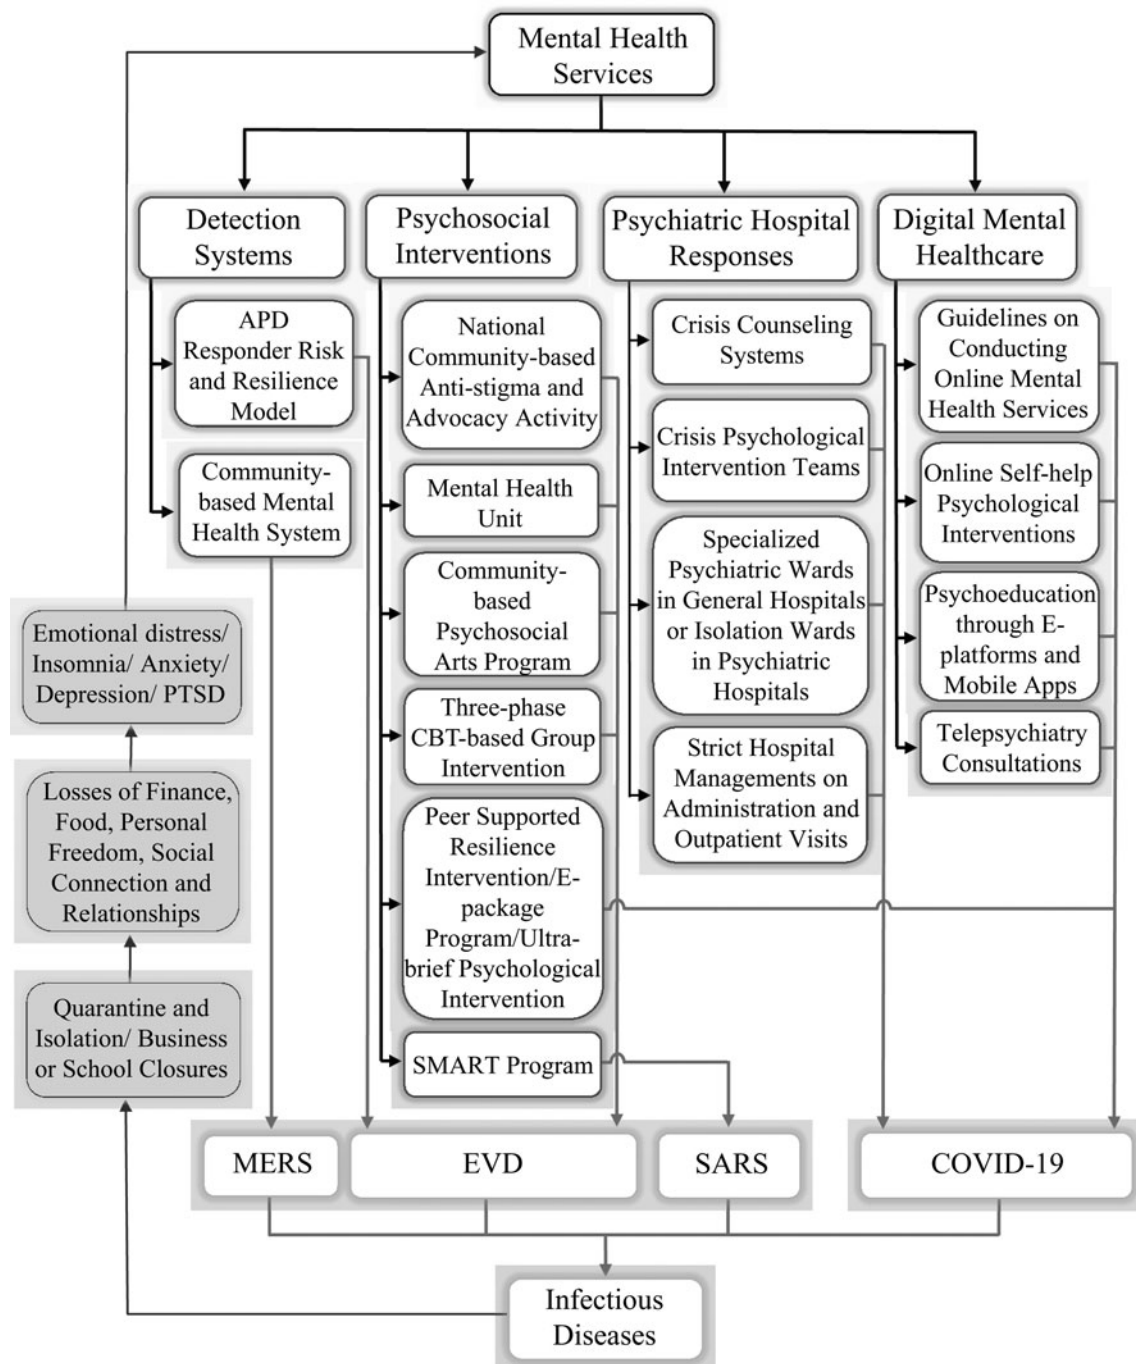 Mental Health
Services
Detection
Systems
Psychosocial
Interventions
Psychiatric Hospital
Responses
Digital Mental
Healthcare
APD
Responder Risk
and Resilience
Model
Community-
based Mental
Health System
National
Community-based
Anti-stigma and
Advocacy Activity
Mental Health
Unit
Community-
based
Psychosocial
Arts Program
Three-phase
CBT-based Group
Intervention
Peer Supported
Resilience
Intervention/E-
package
Program/Ultra-
brief Psychological
Intervention
SMART Program
Crisis Counseling
Systems
Crisis Psychological
Intervention Teams
Specialized
Psychiatric Wards
in General Hospitals
or Isolation Wards
in Psychiatric
Hospitals
Strict Hospital
Managements on
Administration and
Outpatient Visits
Guidelines on
Conducting
Online Mental
Health Services
Online Self-help
Psychological
Interventions
Psychoeducation
through E-
platforms and
Mobile Apps
Telepsychiatry
Consultations
Emotional distress/
Insomnia/ Anxiety/
Depression/ PTSD
Losses of Finance,
Food, Personal
Freedom, Social
Connection and
Relationships
Quarantine and
Isolation/ Business
or School Closures
MERS
EVD
SARS
COVID-19
Infectious
Diseases